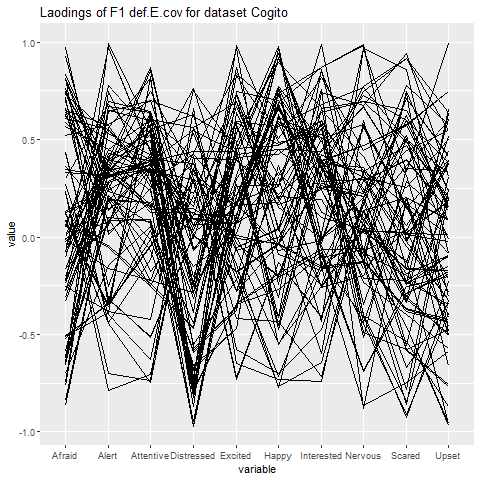 Laodings of F1 def.E.cov for dataset Cogito
1.0
0.5
0.0
-0.5
-1.0
value
Afraid Alert Attentive Distressed Excited Happy Interested Nervous Scared Upset
variable